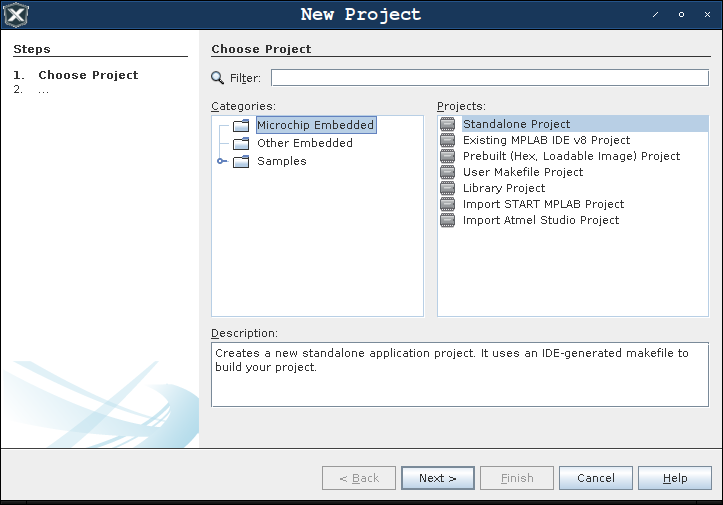 New Project
Steps
1. Choose Project
2. ...
Choose Project
Filter:
Categories:
Microchip Embedded
Other Embedded
Samples
Projects:
Standalone Project
Existing MPLAB IDE v8 Project
Prebuilt (Hex, Loadable Image) Project
User Makefile Project
Library Project
Import START MPLAB Project
Import Atmel Studio Project
Description:
Creates a new standalone application project. It uses an IDE-generated makefile to
build your project.
< Back
Next >
Finish
Cancel
Help